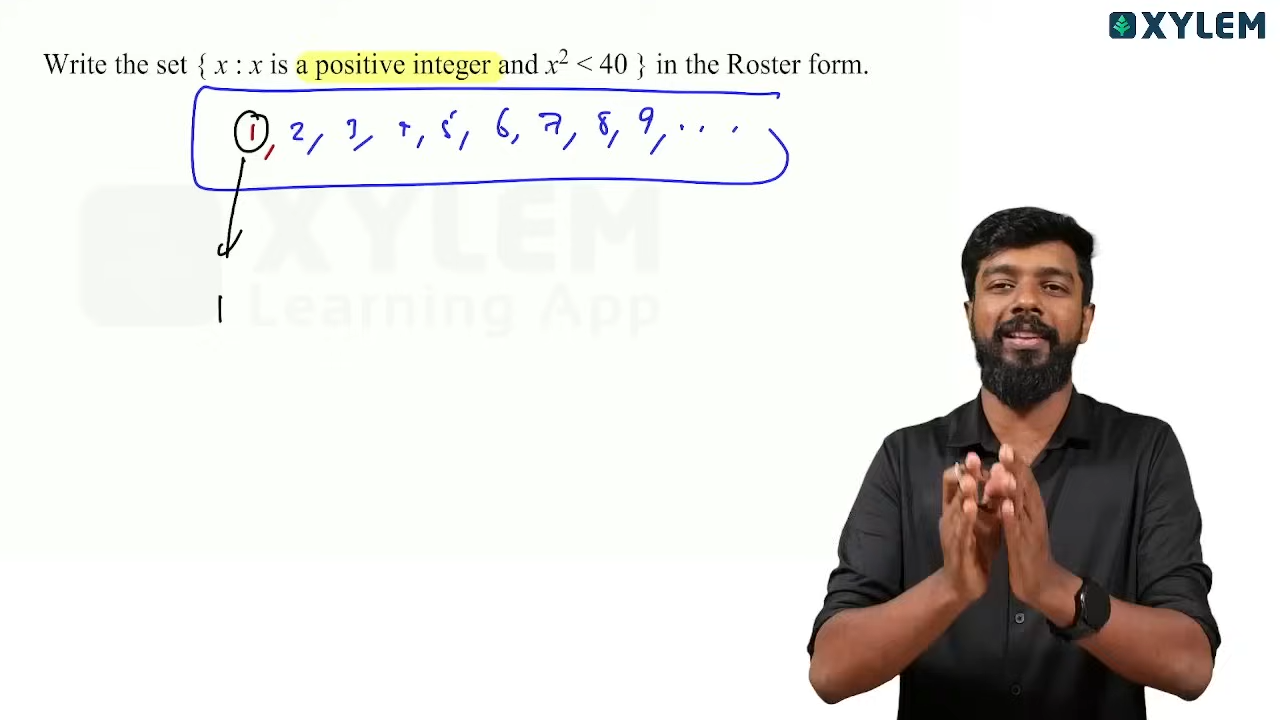 XYLEM
Write the set { x : x is a positive integer and x² < 40 } in the Roster form.
1, 2, 3, 4, 5, 6, 7, 8, 9, . . .
XYLEM
Learning App
1